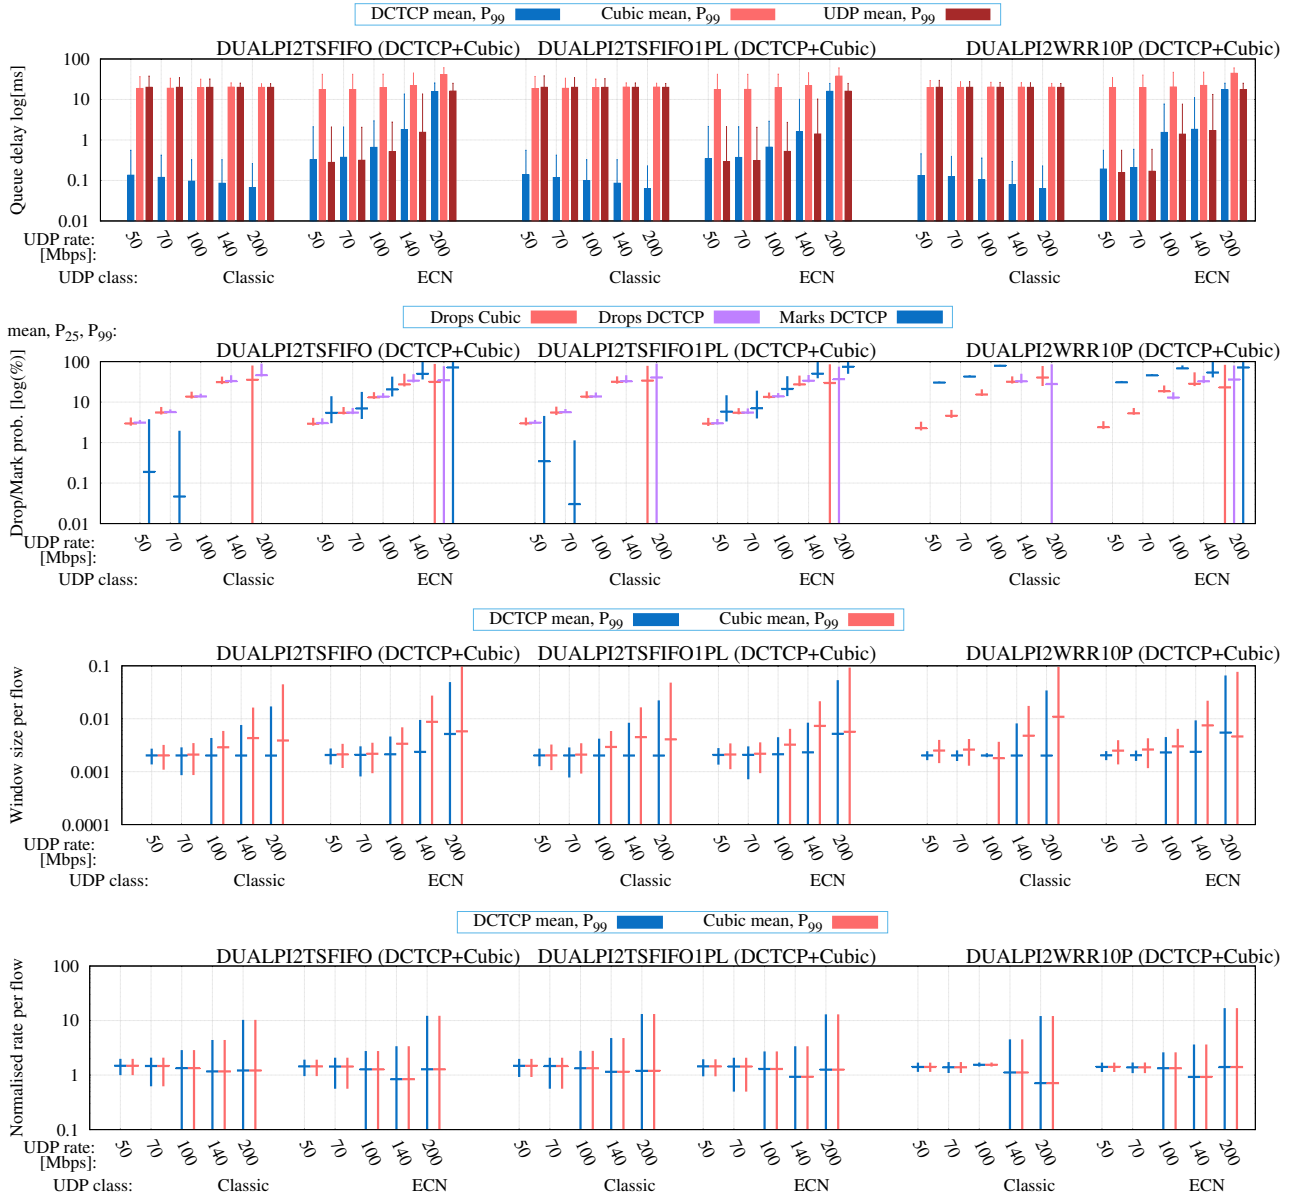 DCTCP mean, P99 Cubic mean, P99 UDP mean, P99
DUALPI2TSFIFO (DCTCP+Cubic) DUALPI2TSFIFO1PL (DCTCP+Cubic) DUALPI2WRR10P (DCTCP+Cubic)
Queue delay log[ms]
100
10
1
0.1
0.01
UDP rate: [Mbps]:
50 70 100 140 200 50 70 100 140 200 50 70 100 140 200 50 70 100 140 200 50 70 100 140 200 50 70 100 140 200
UDP class: Classic ECN Classic ECN Classic ECN
mean, P25, P99:
Drops Cubic Drops DCTCP Marks DCTCP
DUALPI2TSFIFO (DCTCP+Cubic) DUALPI2TSFIFO1PL (DCTCP+Cubic) DUALPI2WRR10P (DCTCP+Cubic)
Drop/Mark prob. [log(%)]
100
10
1
0.1
0.01
UDP rate: [Mbps]:
50 70 100 140 200 50 70 100 140 200 50 70 100 140 200 50 70 100 140 200 50 70 100 140 200 50 70 100 140 200
UDP class: Classic ECN Classic ECN Classic ECN
DCTCP mean, P99 Cubic mean, P99
DUALPI2TSFIFO (DCTCP+Cubic) DUALPI2TSFIFO1PL (DCTCP+Cubic) DUALPI2WRR10P (DCTCP+Cubic)
Window size per flow
0.1
0.01
0.001
0.0001
UDP rate: [Mbps]:
50 70 100 140 200 50 70 100 140 200 50 70 100 140 200 50 70 100 140 200 50 70 100 140 200 50 70 100 140 200
UDP class: Classic ECN Classic ECN Classic ECN
DCTCP mean, P99 Cubic mean, P99
DUALPI2TSFIFO (DCTCP+Cubic) DUALPI2TSFIFO1PL (DCTCP+Cubic) DUALPI2WRR10P (DCTCP+Cubic)
Normalised rate per flow
100
10
1
0.1
UDP rate: [Mbps]:
50 70 100 140 200 50 70 100 140 200 50 70 100 140 200 50 70 100 140 200 50 70 100 140 200 50 70 100 140 200
UDP class: Classic ECN Classic ECN Classic ECN